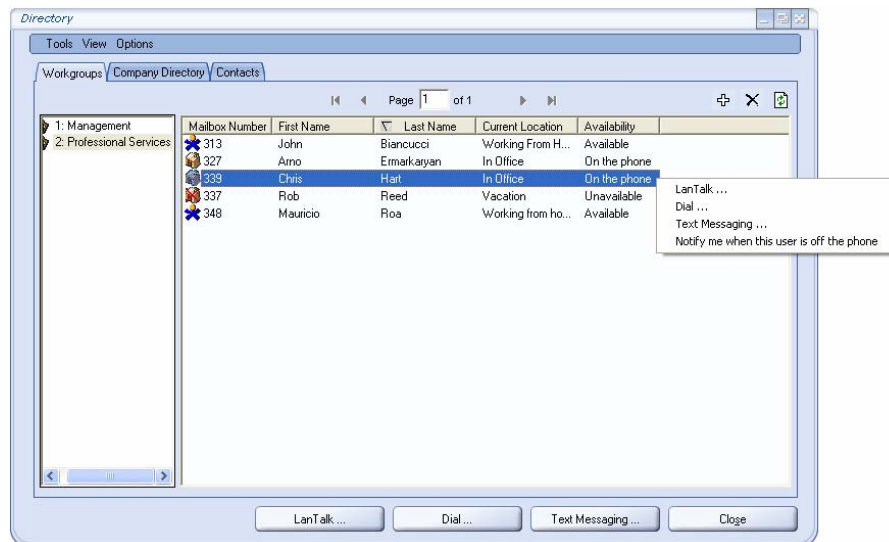 Directory
Tools View Options
Workgroups Company Directory Contacts
Page 1 of 1
1: Management
2: Professional Services
Mailbox Number First Name Last Name Current Location Availability
313 John Biancucci Working From H... Available
327 Arno Ermarkaryan In Office On the phone
339 Chris Hart In Office On the phone
337 Rob Reed Vacation Unavailable
348 Mauricio Roa Working from ho... Available
LanTalk ...
Dial ...
Text Messaging ...
Notify me when this user is off the phone
LanTalk ... Dial ... Text Messaging ... Close